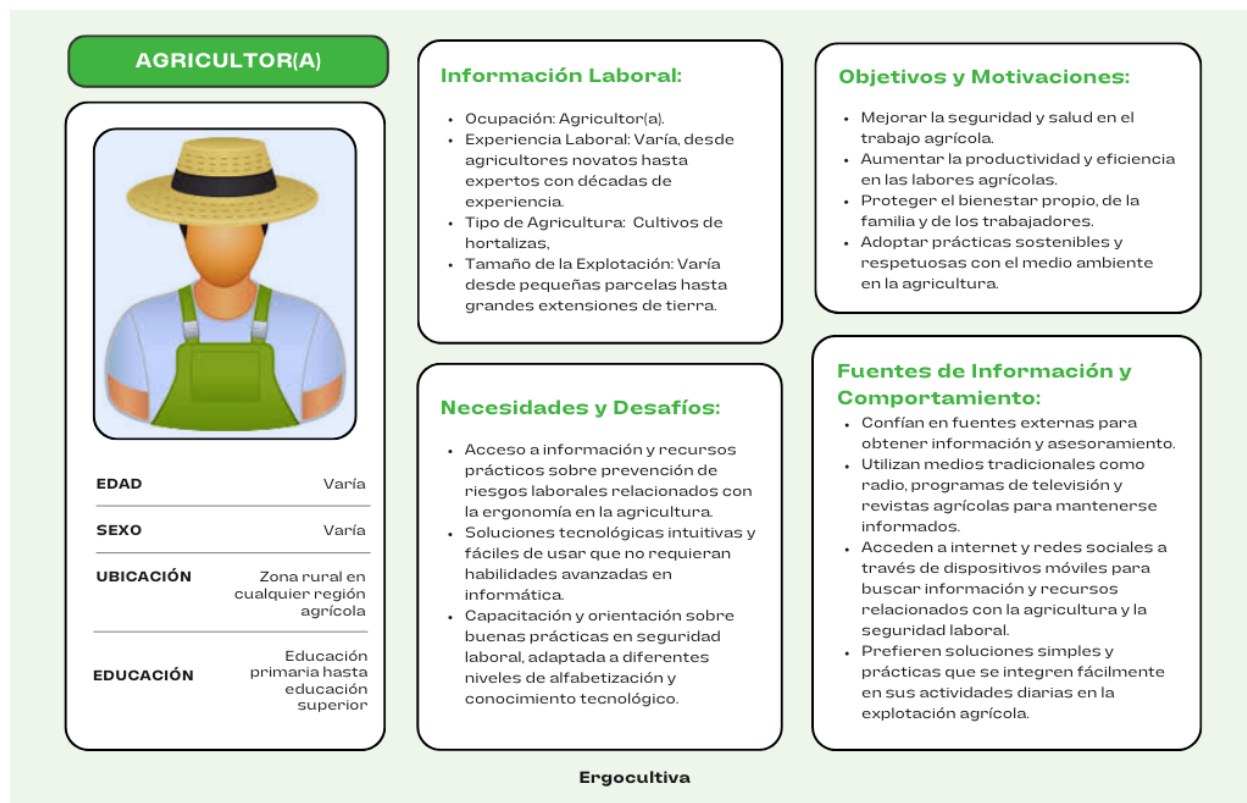 AGRICULTOR(A)
EDAD Varía
SEXO Varía
UBICACIÓN Zona rural en
cualquier región
agrícola
EDUCACIÓN Educación
primaria hasta
educación
superior
Información Laboral:
• Ocupación: Agricultor(a).
• Experiencia Laboral: Varía, desde
agricultores novatos hasta
expertos con décadas de
experiencia.
• Tipo de Agricultura: Cultivos de
hortalizas,
• Tamaño de la Explotación: Varía
desde pequeñas parcelas hasta
grandes extensiones de tierra.
Necesidades y Desafíos:
• Acceso a información y recursos
prácticos sobre prevención de
riesgos laborales relacionados con
la ergonomía en la agricultura.
• Soluciones tecnológicas intuitivas y
fáciles de usar que no requieran
habilidades avanzadas en
informática.
• Capacitación y orientación sobre
buenas prácticas en seguridad
laboral, adaptada a diferentes
niveles de alfabetización y
conocimiento tecnológico.
Objetivos y Motivaciones:
• Mejorar la seguridad y salud en el
trabajo agrícola.
• Aumentar la productividad y eficiencia
en las labores agrícolas.
• Proteger el bienestar propio, de la
familia y de los trabajadores.
• Adoptar prácticas sostenibles y
respetuosas con el medio ambiente
en la agricultura.
Fuentes de Información y
Comportamiento:
• Confían en fuentes externas para
obtener información y asesoramiento.
• Utilizan medios tradicionales como
radio, programas de televisión y
revistas agrícolas para mantenerse
informados.
• Acceden a internet y redes sociales a
través de dispositivos móviles para
buscar información y recursos
relacionados con la agricultura y la
seguridad laboral.
• Prefieren soluciones simples y
prácticas que se integren fácilmente
en sus actividades diarias en la
explotación agrícola.
Ergocultiva